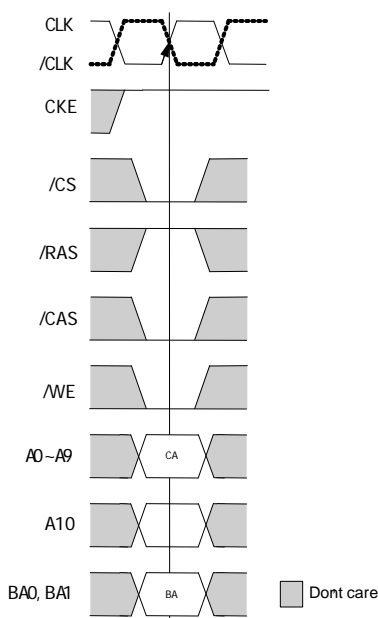 CLK
/CLK
CKE
/CS
/RAS
/CAS
/WE
A0~A9
CA
A10
BA0, BA1
BA
Dont care